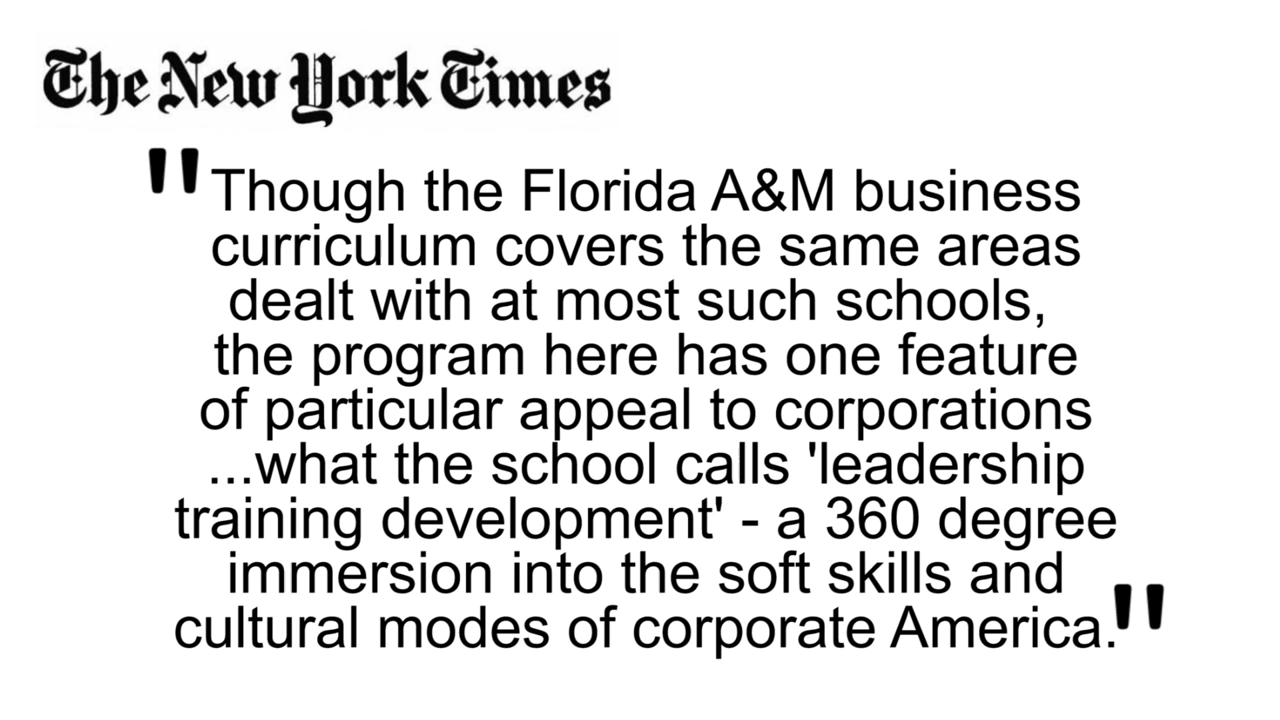 The New York Times
"Though the Florida A&M business
curriculum covers the same areas
dealt with at most such schools,
the program here has one feature
of particular appeal to corporations
...what the school calls 'leadership
training development' - a 360 degree
immersion into the soft skills and
cultural modes of corporate America."